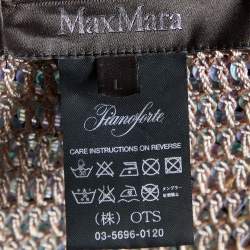 MaxMara
L
Pianoforte
CARE INSTRUCTIONS ON REVERSE
(株) OTS
03-5696-0120